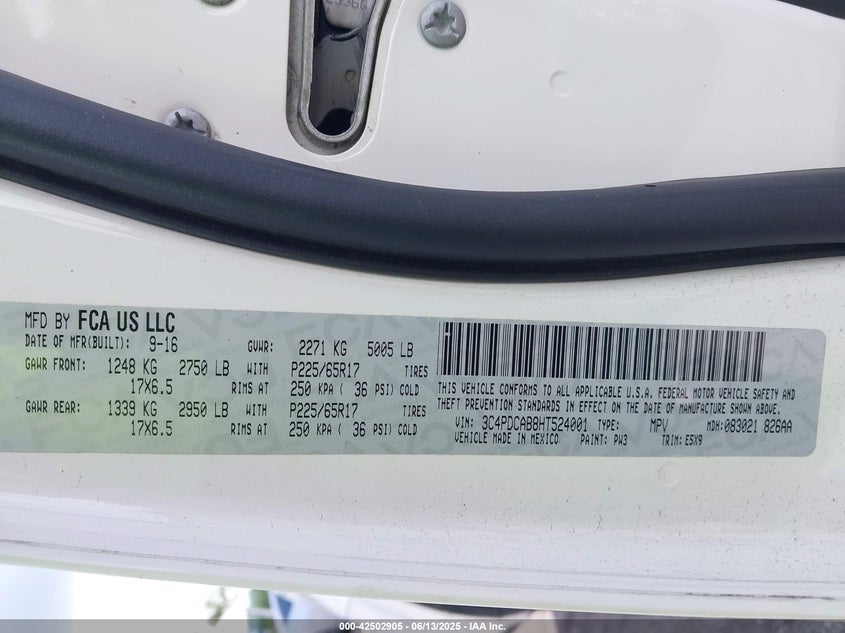 MFD BY FCA US LLC
DATE OF MFR(BUILT): 9-16 GVWR: 2271 KG 5005 LB
GAWR FRONT: 1248 KG 2750 LB WITH P225/65R17 TIRES
17X6.5 RIMS AT 250 KPA ( 36 PSI) COLD
GAWR REAR: 1339 KG 2950 LB WITH P225/65R17 TIRES
17X6.5 RIMS AT 250 KPA ( 36 PSI) COLD
THIS VEHICLE CONFORMS TO ALL APPLICABLE U.S.A. FEDERAL MOTOR VEHICLE SAFETY AND
THEFT PREVENTION STANDARDS IN EFFECT ON THE DATE OF MANUFACTURE SHOWN ABOVE.
VIN: 3C4PDCAB8HT524001 TYPE: MPV MDH: 083021 826AA
VEHICLE MADE IN MEXICO PAINT: PW3 TRIM: E5X9
000-42502905 - 06/13/2025 - IAA Inc.